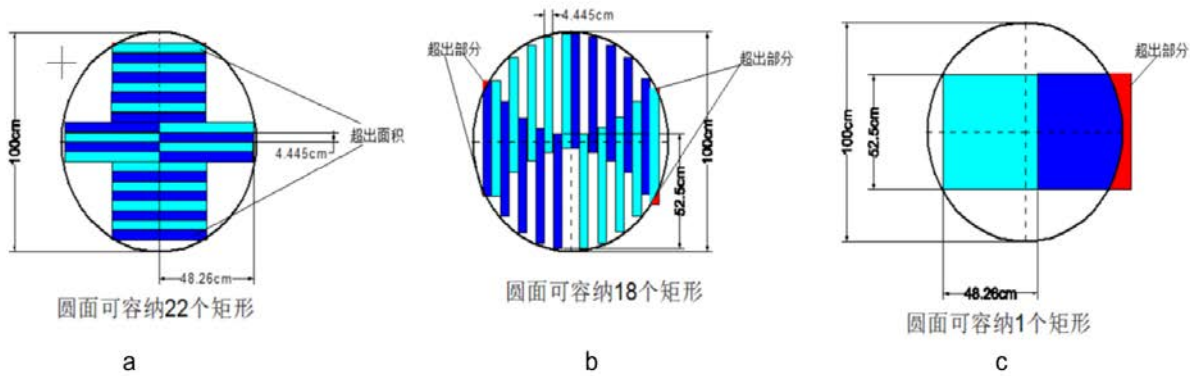 100cm
超出面积
4.445cm
48.26cm
圆面可容纳22个矩形
a
4.445cm
超出部分
超出部分
100cm
52.5cm
圆面可容纳18个矩形
b
超出部分
100cm
52.5cm
48.26cm
圆面可容纳1个矩形
c